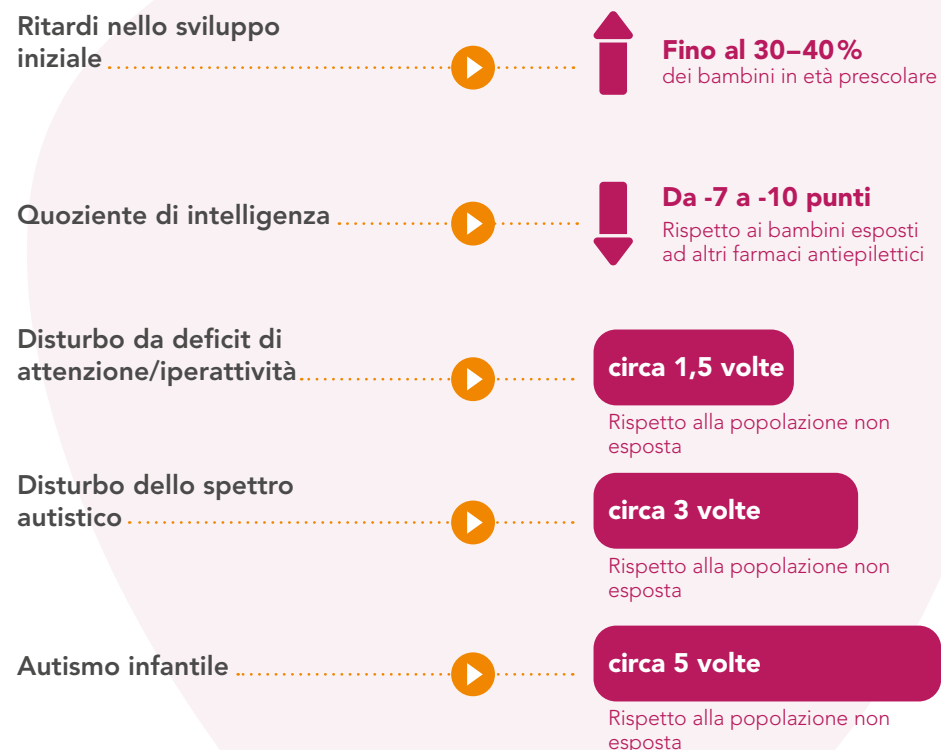 Ritardi nello sviluppo
iniziale
Fino al 30–40%
dei bambini in età prescolare
Quoziente di intelligenza
Da -7 a -10 punti
Rispetto ai bambini esposti
ad altri farmaci antiepilettici
Disturbo da deficit di
attenzione/iperattività
circa 1,5 volte
Rispetto alla popolazione non
esposta
Disturbo dello spettro
autistico
circa 3 volte
Rispetto alla popolazione non
esposta
Autismo infantile
circa 5 volte
Rispetto alla popolazione non
esposta